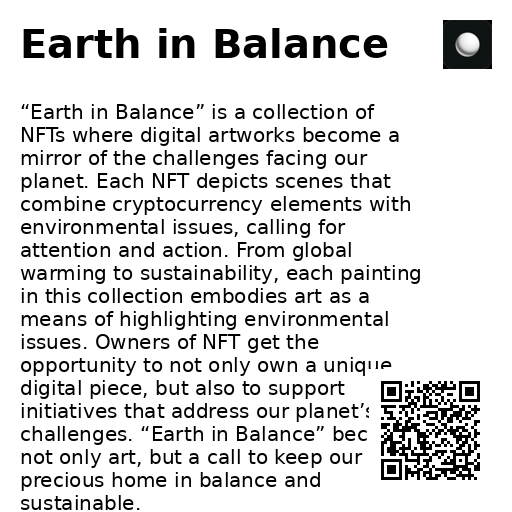 Earth in Balance
“Earth in Balance” is a collection of
NFTs where digital artworks become a
mirror of the challenges facing our
planet. Each NFT depicts scenes that
combine cryptocurrency elements with
environmental issues, calling for
attention and action. From global
warming to sustainability, each painting
in this collection embodies art as a
means of highlighting environmental
issues. Owners of NFT get the
opportunity to not only own a unique
digital piece, but also to support
initiatives that address our planet’s
challenges. “Earth in Balance” bec
not only art, but a call to keep our
precious home in balance and
sustainable.